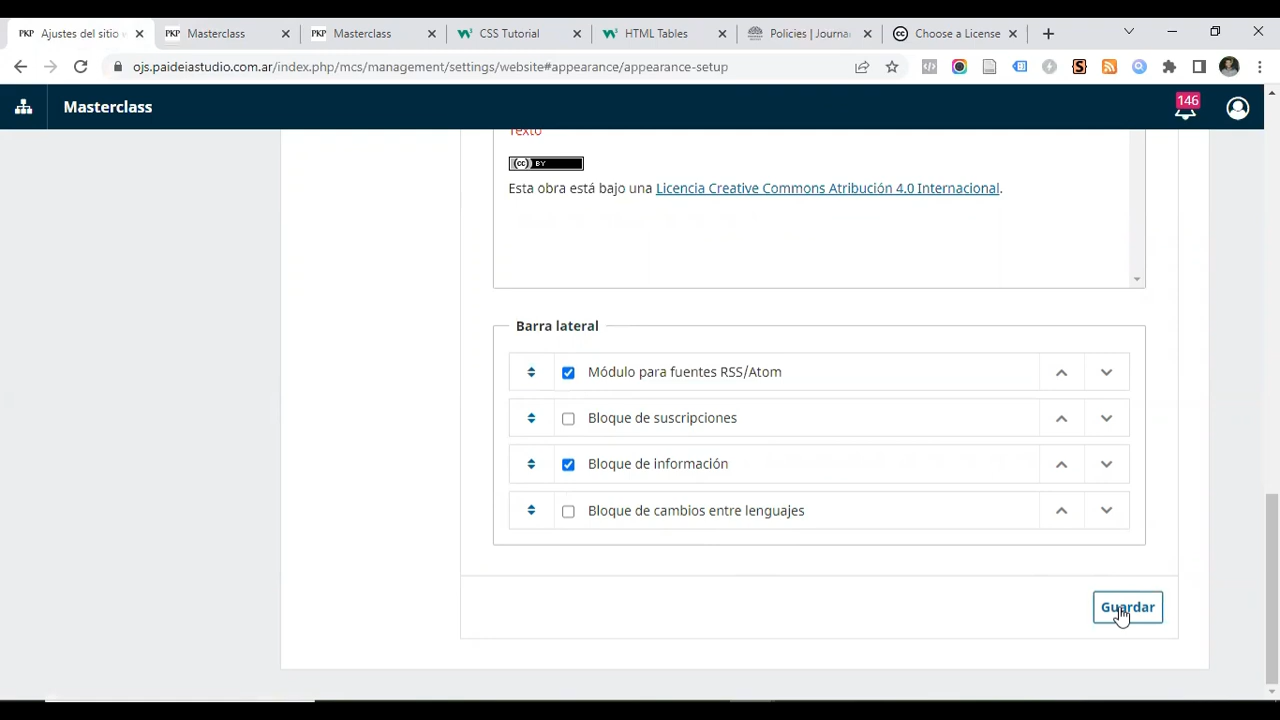 PKP Ajustes del sitio w
PKP Masterclass
PKP Masterclass
CSS Tutorial
HTML Tables
Policies | Journa
cc Choose a License
ojs.paideiastudio.com.ar/index.php/mcs/management/settings/website#appearance/appearance-setup
Masterclass
146
Texto
cc BY
Esta obra está bajo una Licencia Creative Commons Atribución 4.0 Internacional.
Barra lateral
Módulo para fuentes RSS/Atom
Bloque de suscripciones
Bloque de información
Bloque de cambios entre lenguajes
Guardar